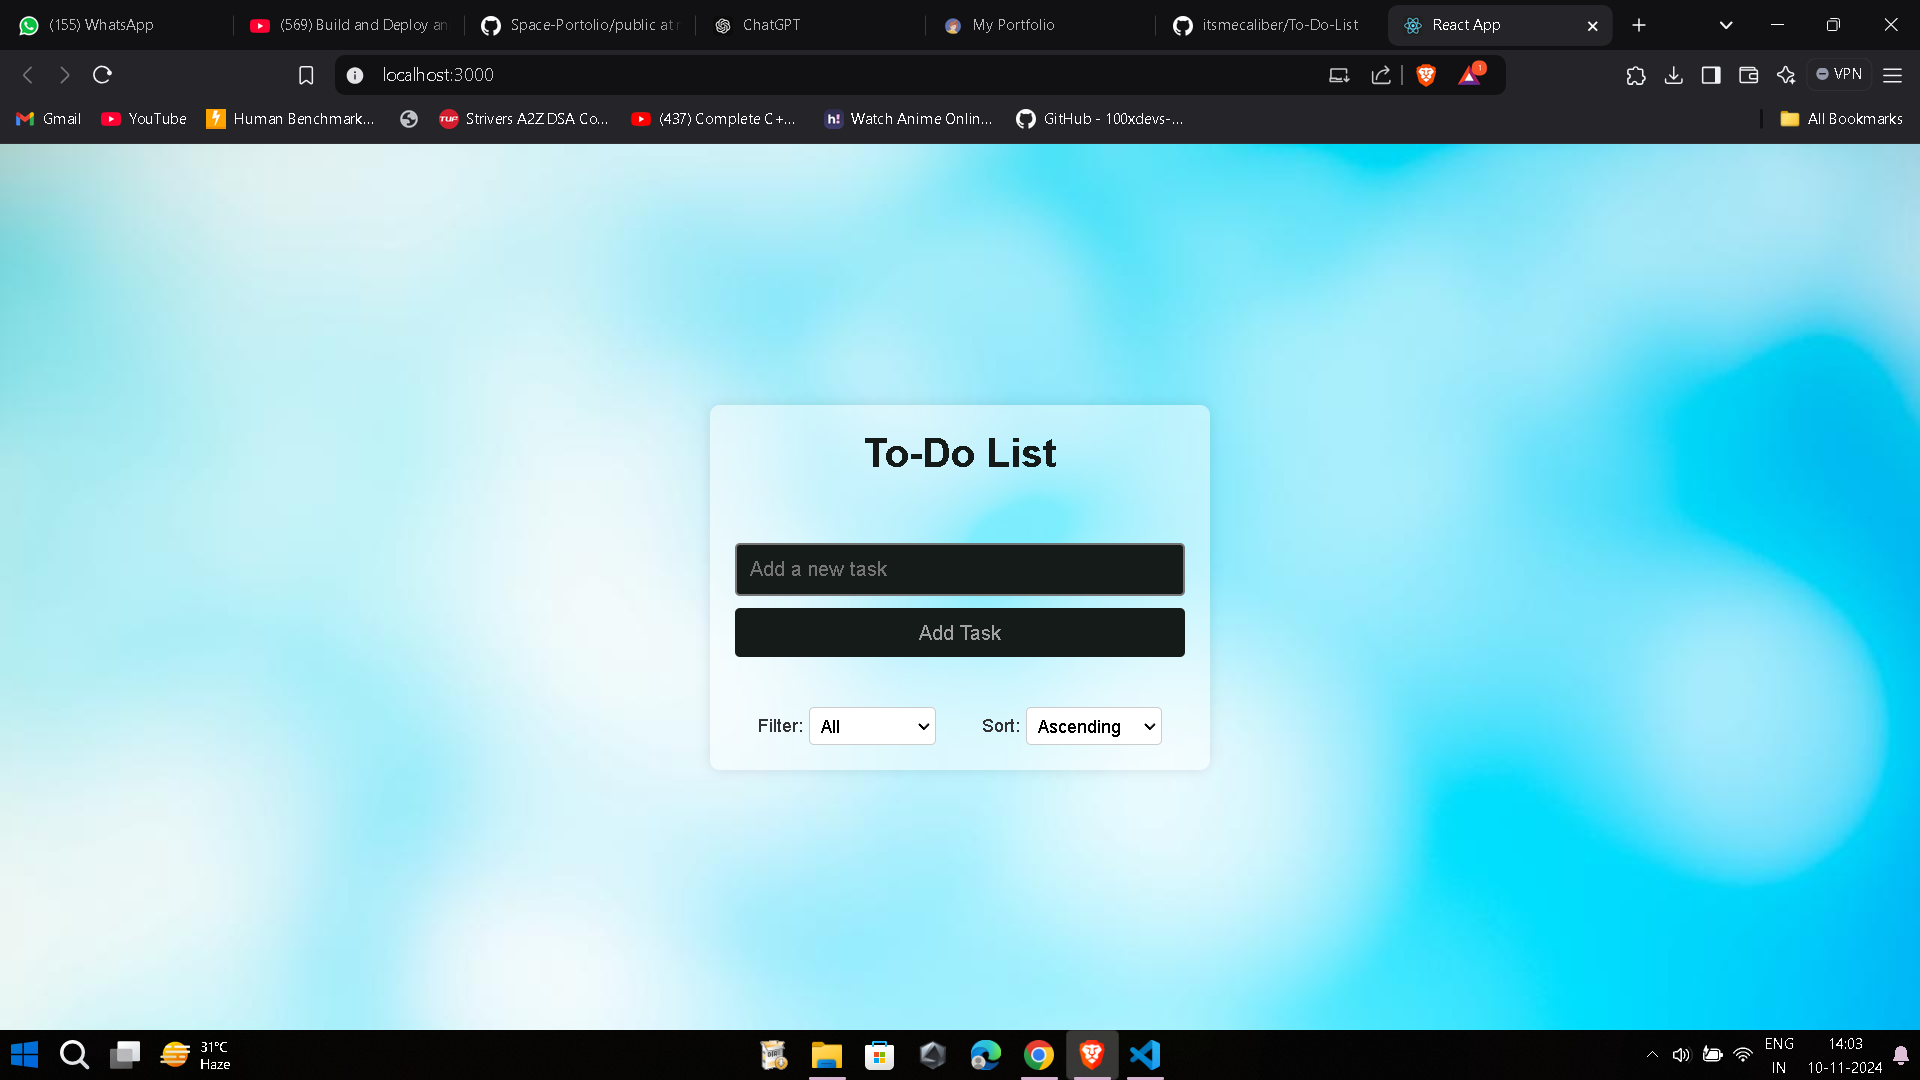 (155) WhatsApp
(569) Build and Deploy an
Space-Portolio/public at r
ChatGPT
My Portfolio
itsmecaliber/To-Do-List
React App
localhost:3000
1
VPN
Gmail
YouTube
Human Benchmark...
TUF
Strivers A2Z DSA Co...
(437) Complete C+...
h!
Watch Anime Onlin...
GitHub - 100xdevs-...
All Bookmarks
To-Do List
Add a new task
Add Task
Filter: All
Sort: Ascending
31°C
Haze
ENG
IN
14:03
10-11-2024